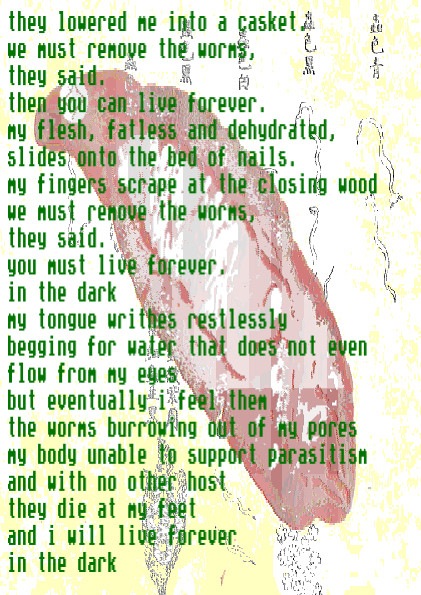 they lowered me into a casket.
we must remove the worms,
they said.
then you can live forever.
my flesh, fatless and dehydrated,
slides onto the bed of nails.
my fingers scrape at the closing wood
we must remove the worms,
they said.
you must live forever.
in the dark
my tongue writhes restlessly
begging for water that does not even
flow from my eyes
but eventually i feel them
the worms burrowing out of my pores
my body unable to support parasitism
and with no other host
they die at my feet
and i will live forever
in the dark